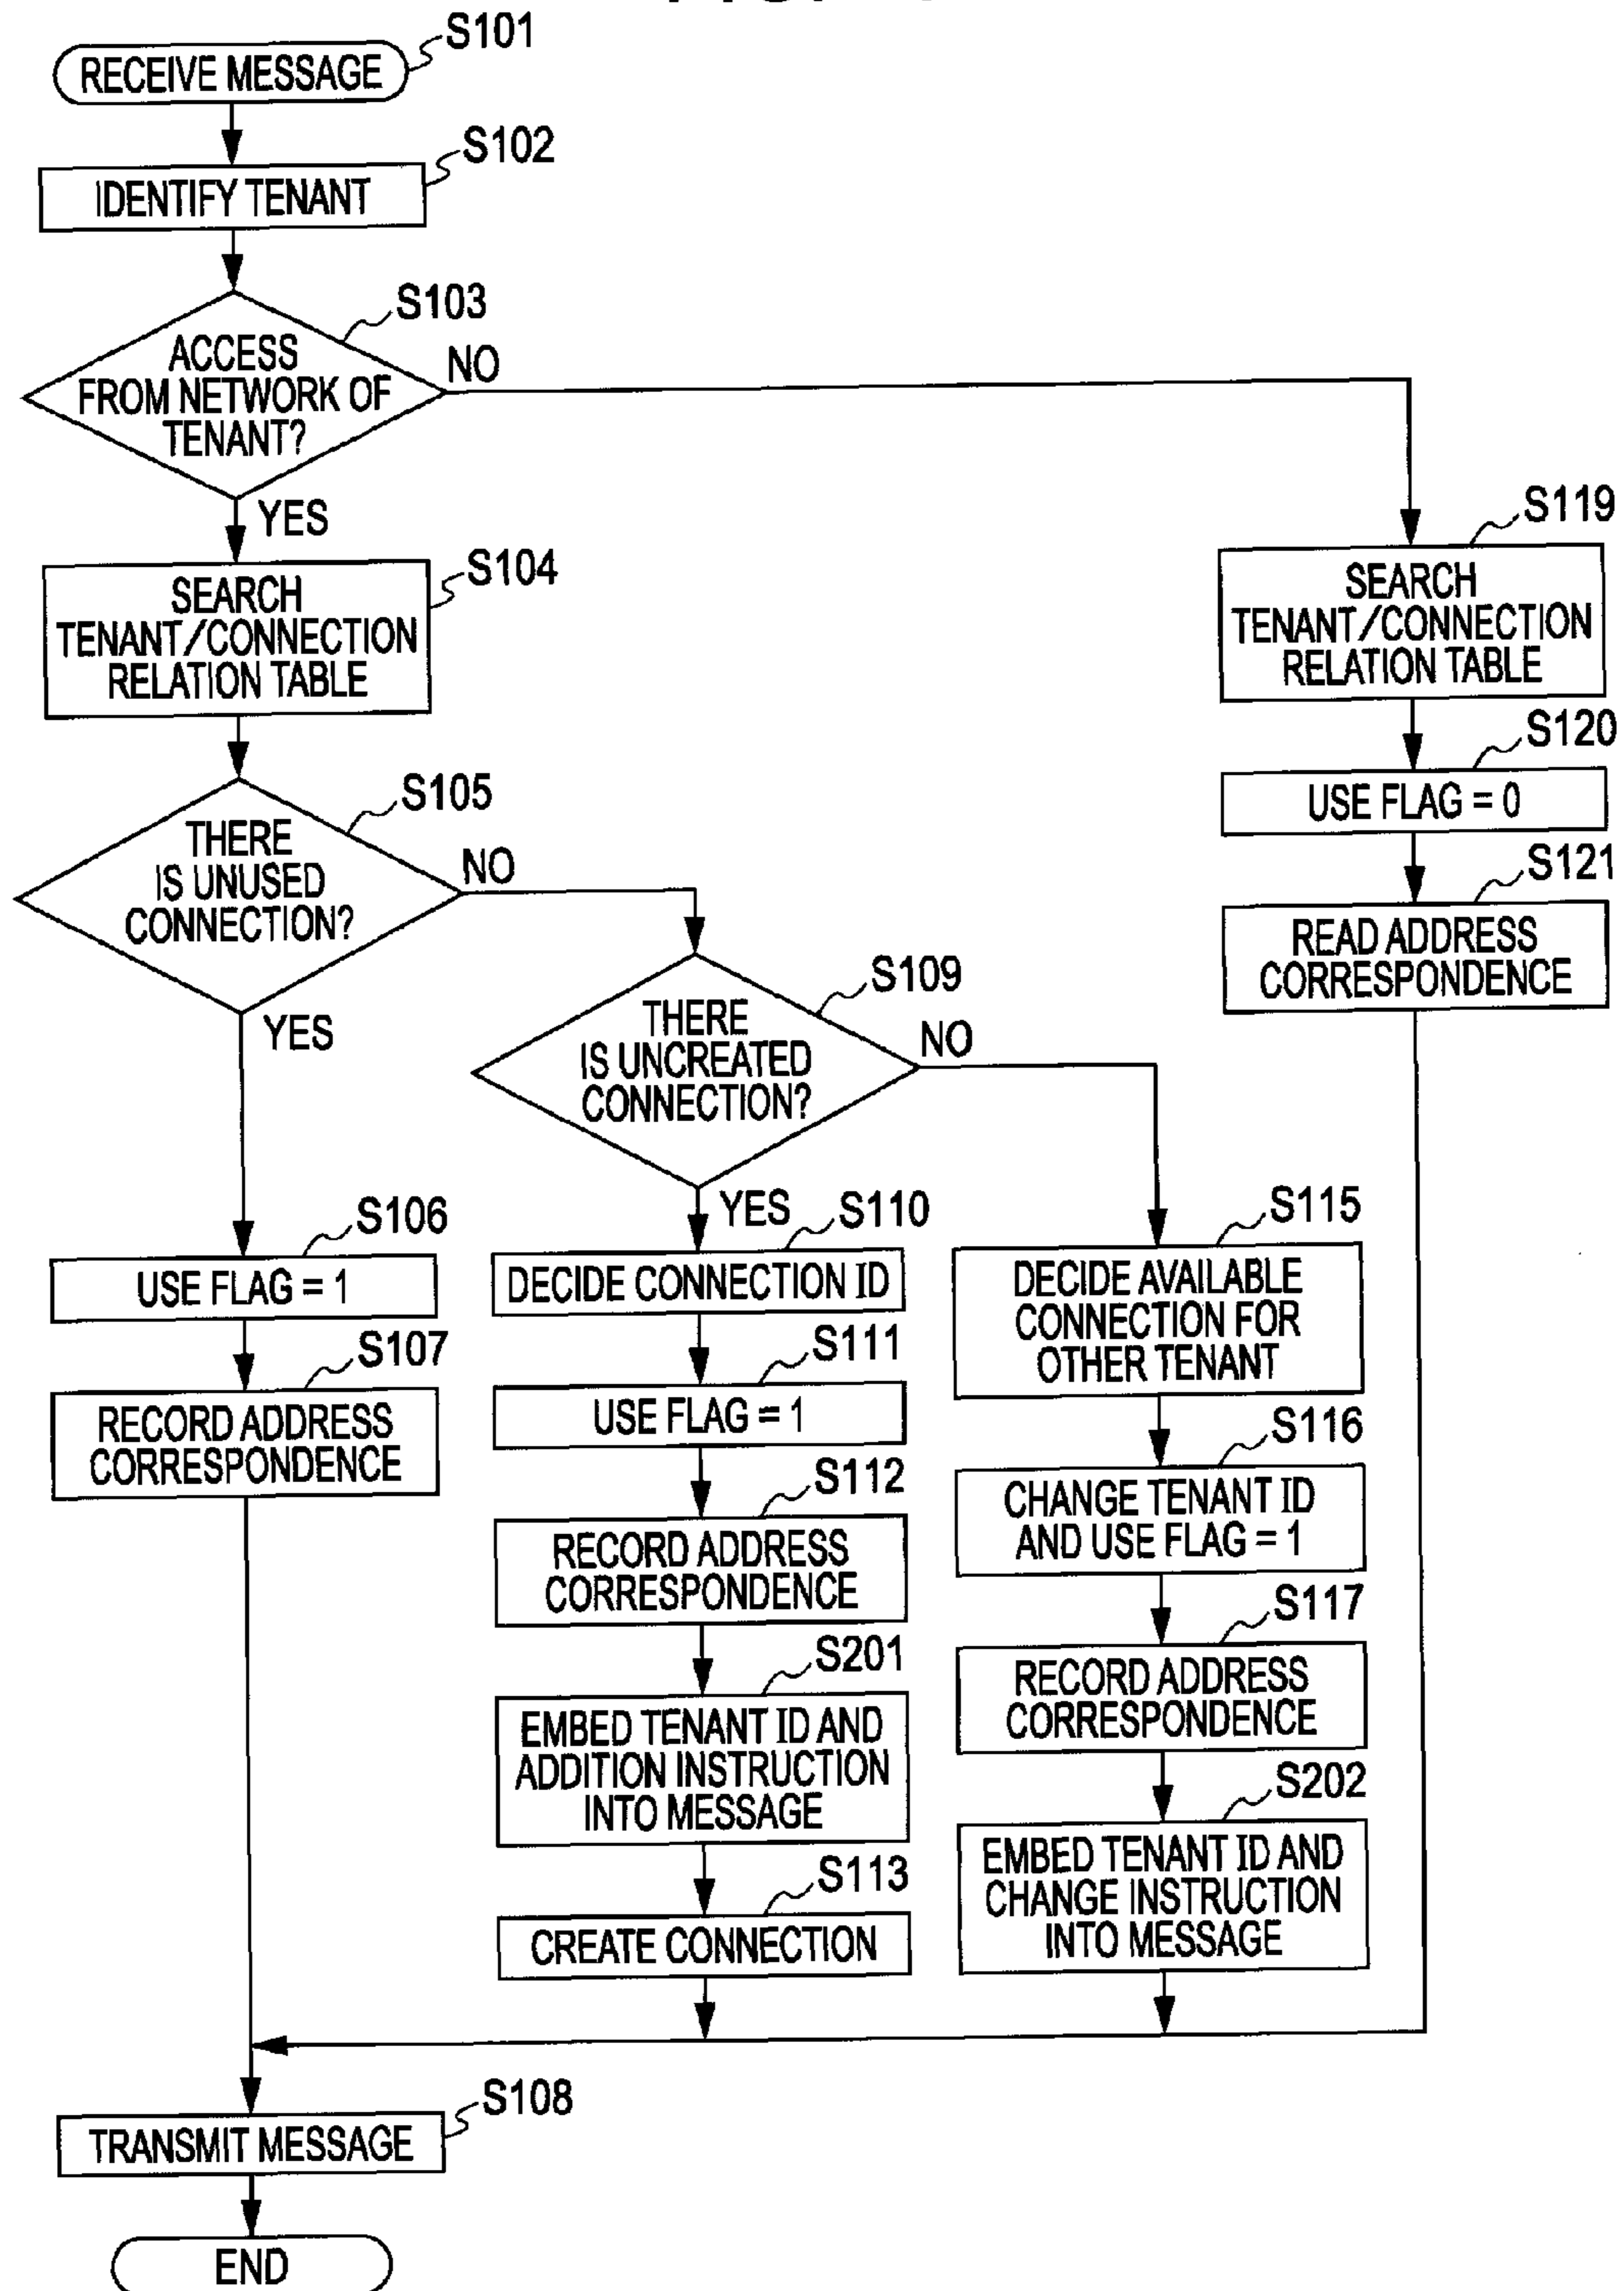 S101
RECEIVE MESSAGE
S102
IDENTIFY TENANT
S103
ACCESS
FROM NETWORK OF
TENANT?
NO
YES
S104
SEARCH
TENANT/CONNECTION
RELATION TABLE
S119
SEARCH
TENANT/CONNECTION
RELATION TABLE
S120
USE FLAG = 0
S121
READ ADDRESS
CORRESPONDENCE
S105
THERE
IS UNUSED
CONNECTION?
NO
YES
S109
THERE
IS UNCREATED
CONNECTION?
NO
YES
S106
USE FLAG = 1
S107
RECORD ADDRESS
CORRESPONDENCE
S110
DECIDE CONNECTION ID
S111
USE FLAG = 1
S112
RECORD ADDRESS
CORRESPONDENCE
S201
EMBED TENANT ID AND
ADDITION INSTRUCTION
INTO MESSAGE
S113
CREATE CONNECTION
S115
DECIDE AVAILABLE
CONNECTION FOR
OTHER TENANT
S116
CHANGE TENANT ID
AND USE FLAG = 1
S117
RECORD ADDRESS
CORRESPONDENCE
S202
EMBED TENANT ID AND
CHANGE INSTRUCTION
INTO MESSAGE
S108
TRANSMIT MESSAGE
END